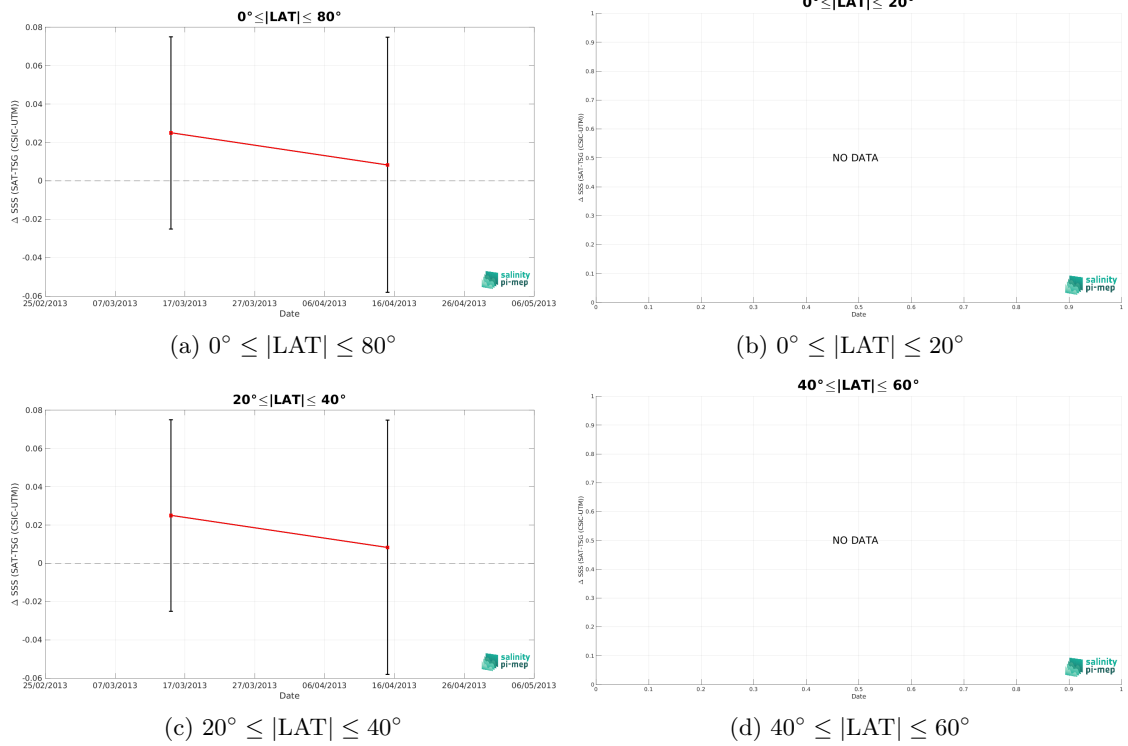 0°≤|LAT|≤ 80°
0.08
0.06
0.04
0.02
0
-0.02
-0.04
-0.06
Δ SSS (SAT-TSG (CSIC-UTM))
25/02/2013 07/03/2013 17/03/2013 27/03/2013 06/04/2013 16/04/2013 26/04/2013 06/05/2013
Date
salinity
pi-mep
(a) 0° ≤ |LAT| ≤ 80°
0°≤|LAT|≤ 20°
1
0.9
0.8
0.7
0.6
0.5
0.4
0.3
0.2
0.1
0
Δ SSS (SAT-TSG (CSIC-UTM))
NO DATA
0 0.1 0.2 0.3 0.4 0.5 0.6 0.7 0.8 0.9 1
Date
salinity
pi-mep
(b) 0° ≤ |LAT| ≤ 20°
20°≤|LAT|≤ 40°
0.08
0.06
0.04
0.02
0
-0.02
-0.04
-0.06
Δ SSS (SAT-TSG (CSIC-UTM))
25/02/2013 07/03/2013 17/03/2013 27/03/2013 06/04/2013 16/04/2013 26/04/2013 06/05/2013
Date
salinity
pi-mep
(c) 20° ≤ |LAT| ≤ 40°
40°≤|LAT|≤ 60°
1
0.9
0.8
0.7
0.6
0.5
0.4
0.3
0.2
0.1
0
Δ SSS (SAT-TSG (CSIC-UTM))
NO DATA
0 0.1 0.2 0.3 0.4 0.5 0.6 0.7 0.8 0.9 1
Date
salinity
pi-mep
(d) 40° ≤ |LAT| ≤ 60°